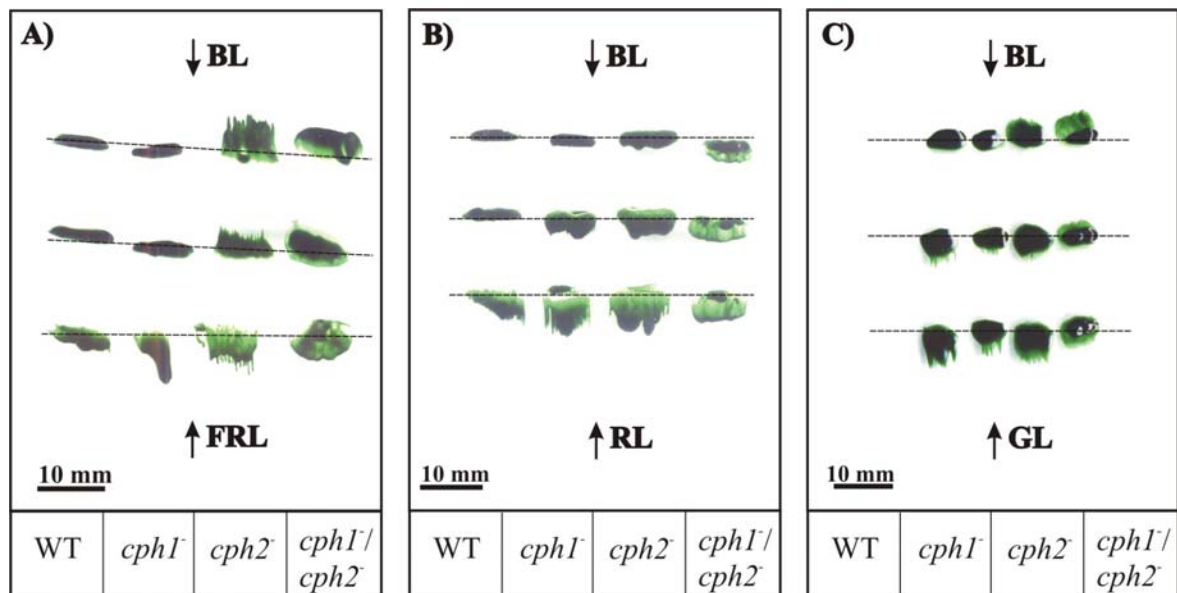 A)
↓ BL
↑ FRL
10 mm
WT cph1⁻ cph2⁻ cph1⁻/
cph2⁻
B)
↓ BL
↑ RL
10 mm
WT cph1⁻ cph2⁻ cph1⁻/
cph2⁻
C)
↓ BL
↑ GL
10 mm
WT cph1⁻ cph2⁻ cph1⁻/
cph2⁻